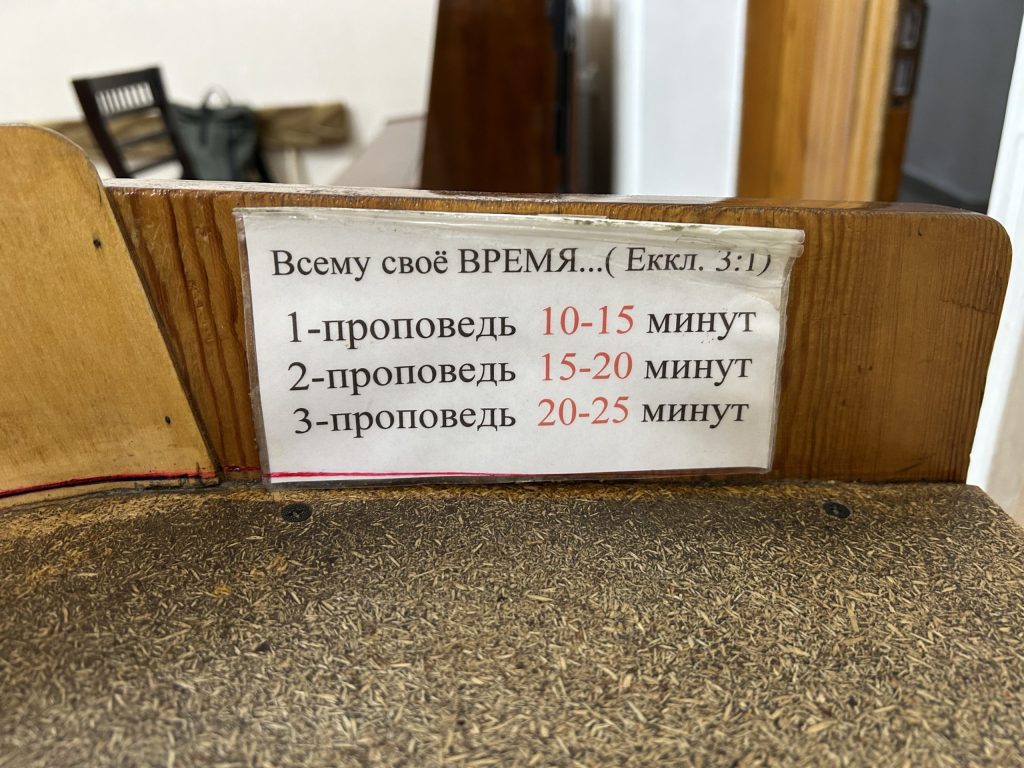 Всему своё ВРЕМЯ...( Еккл. 3:1)
1-проповедь 10-15 минут
2-проповедь 15-20 минут
3-проповедь 20-25 минут